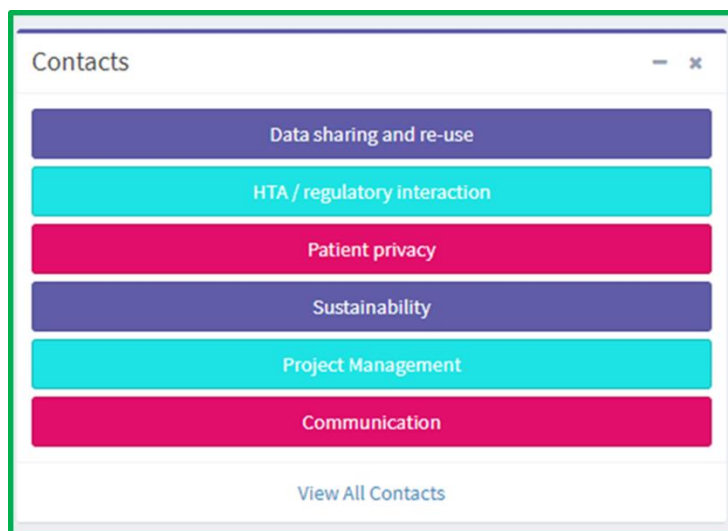 Contacts
Data sharing and re-use
HTA / regulatory interaction
Patient privacy
Sustainability
Project Management
Communication
View All Contacts